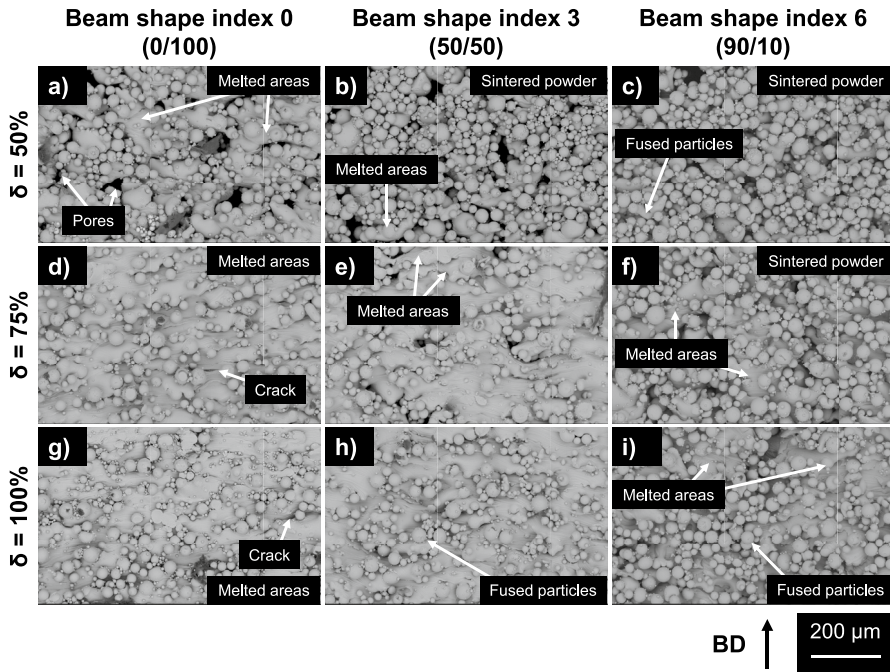 Beam shape index 0
(0/100)
Beam shape index 3
(50/50)
Beam shape index 6
(90/10)
δ = 50%
a)
Melted areas
Pores
b)
Sintered powder
Melted areas
c)
Sintered powder
Fused particles
δ = 75%
d)
Melted areas
Crack
e)
Melted areas
f)
Sintered powder
Melted areas
δ = 100%
g)
Crack
Melted areas
h)
Fused particles
i)
Melted areas
Fused particles
BD
200 µm